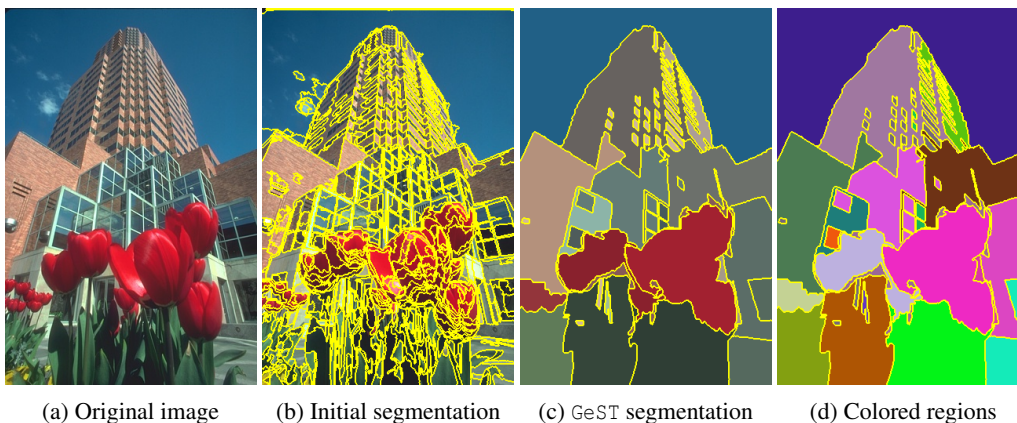 (a) Original image
(b) Initial segmentation
(c) GeST segmentation
(d) Colored regions